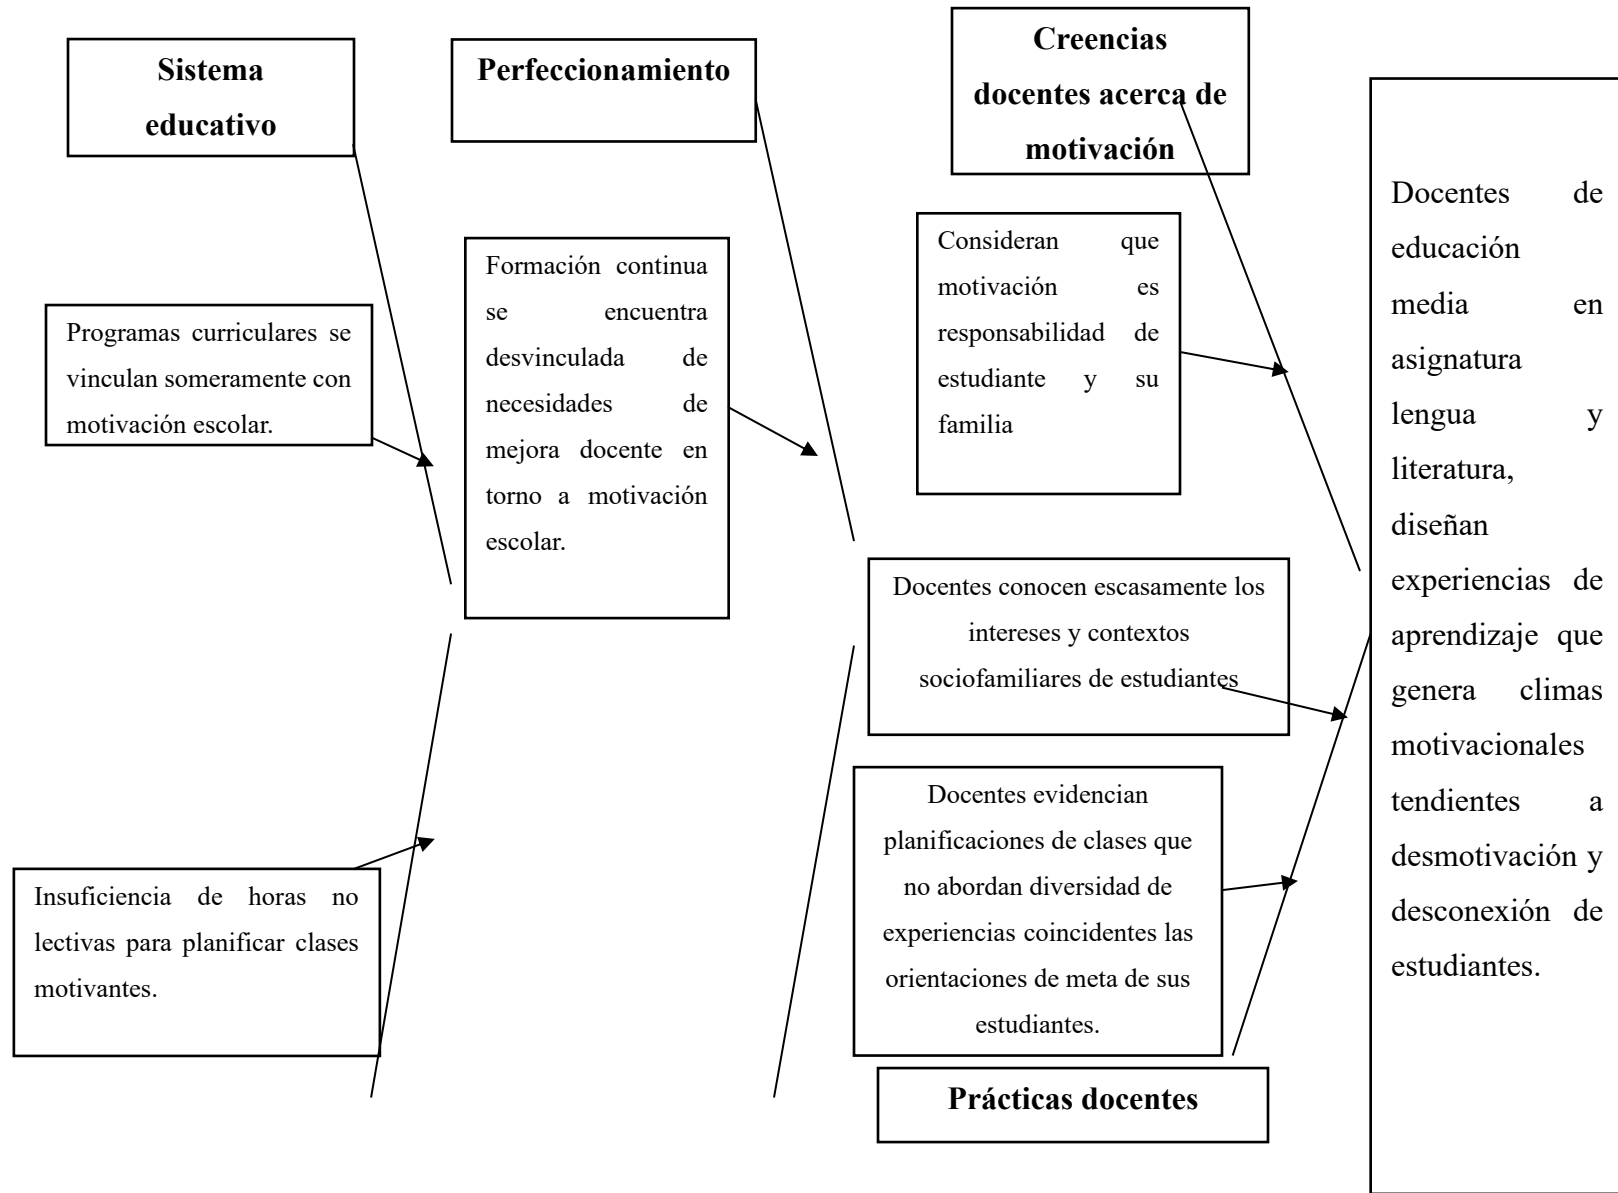 Sistema
educativo
Perfeccionamiento
Creencias
docentes acerca de
motivación
Programas curriculares se
vinculan someramente con
motivación escolar.
Formación continua
se encuentra
desvinculada de
necesidades de
mejora docente en
torno a motivación
escolar.
Consideran que
motivación es
responsabilidad de
estudiante y su
familia
Docentes conocen escasamente los
intereses y contextos
sociofamiliares de estudiantes
Insuficiencia de horas no
lectivas para planificar clases
motivantes.
Docentes evidencian
planificaciones de clases que
no abordan diversidad de
experiencias coincidentes las
orientaciones de meta de sus
estudiantes.
Prácticas docentes
Docentes de
educación
media en
asignatura
lengua y
literatura,
diseñan
experiencias de
aprendizaje que
genera climas
motivacionales
tendientes a
desmotivación y
desconexión de
estudiantes.